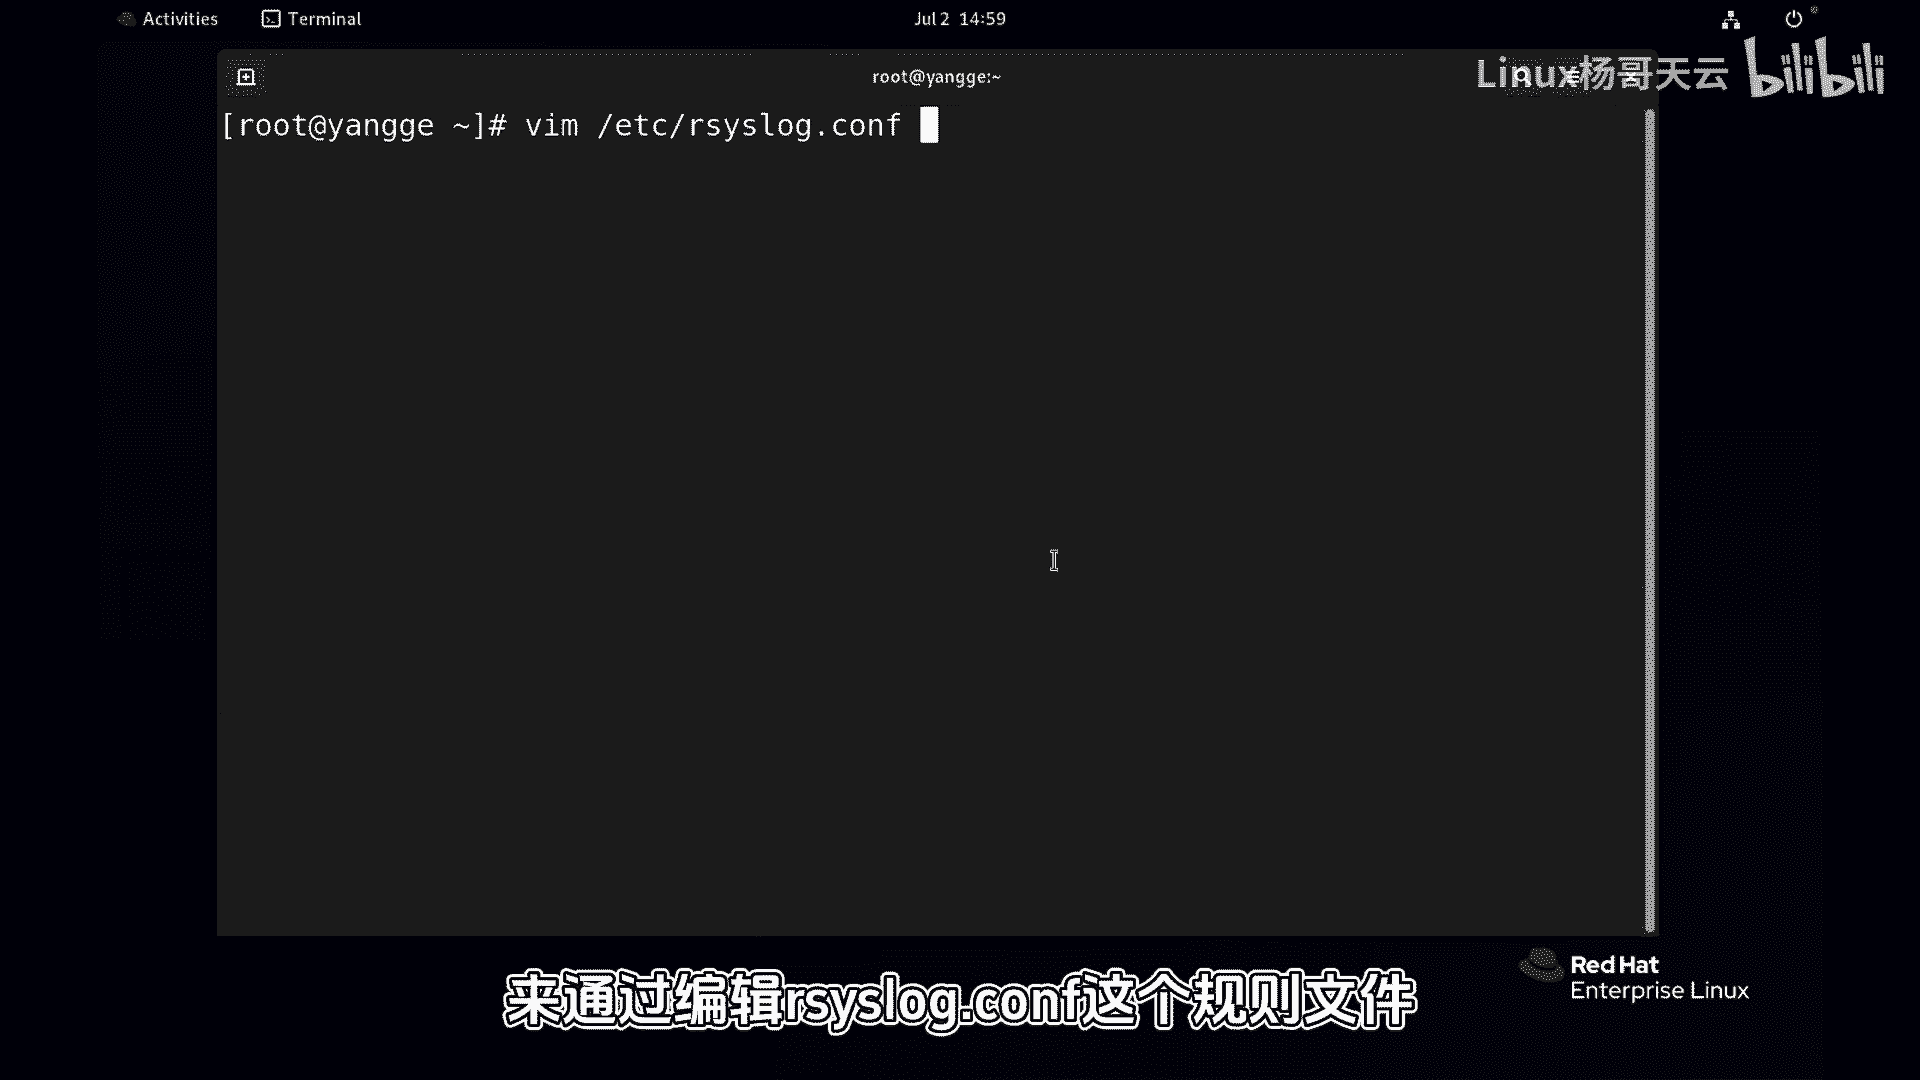 Activities
Terminal
Jul 2 14:59
root@yangge:~
Linux杨哥天云 bilibili
[root@yangge ~]# vim /etc/rsyslog.conf
Red Hat
Enterprise Linux
来通过编辑rsyslog.conf这个规则文件